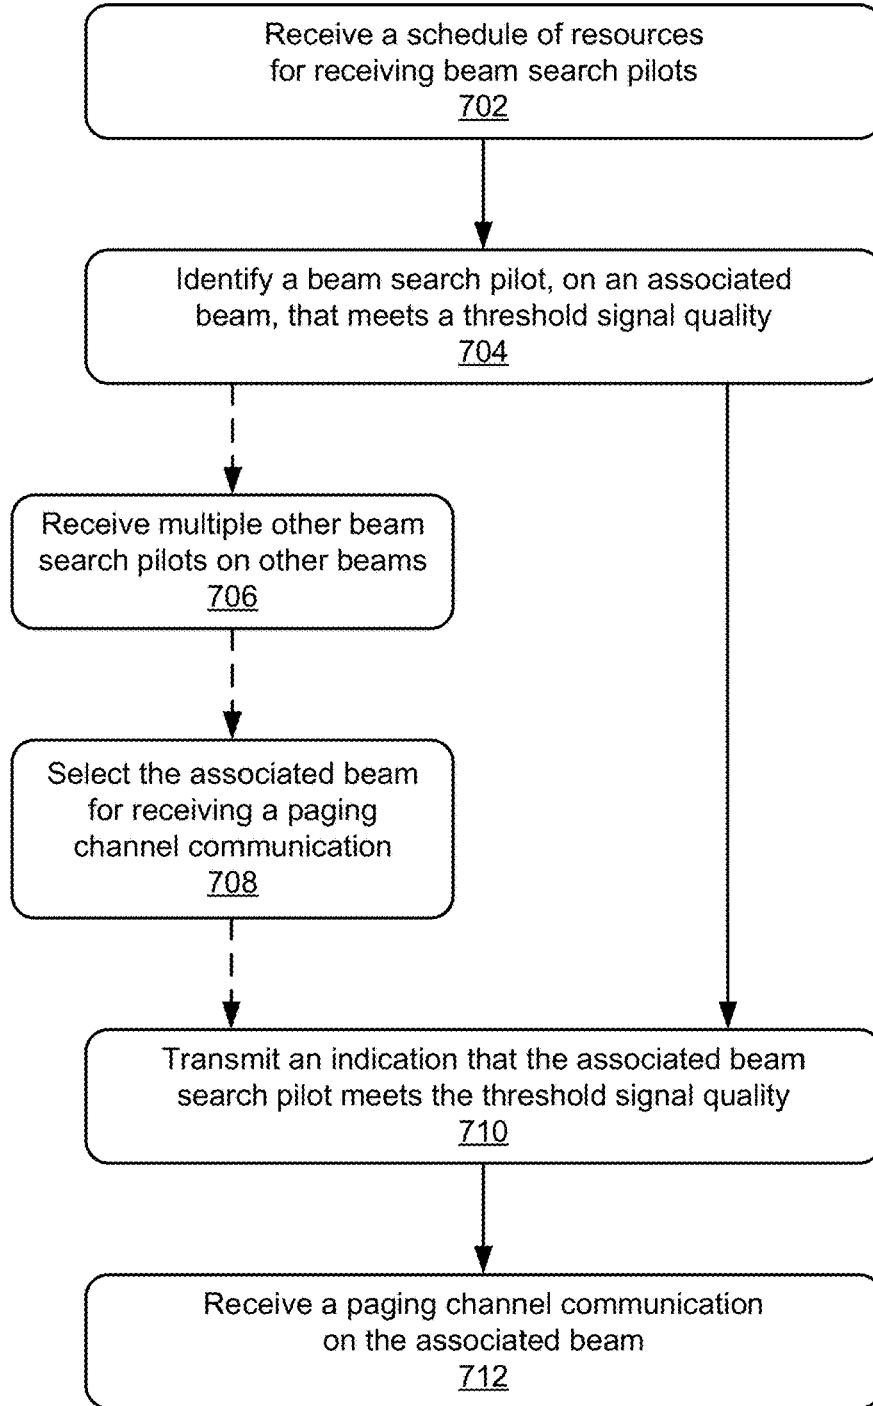 Receive a schedule of resources
for receiving beam search pilots
702
Identify a beam search pilot, on an associated
beam, that meets a threshold signal quality
704
Receive multiple other beam
search pilots on other beams
706
Select the associated beam
for receiving a paging
channel communication
708
Transmit an indication that the associated beam
search pilot meets the threshold signal quality
710
Receive a paging channel communication
on the associated beam
712